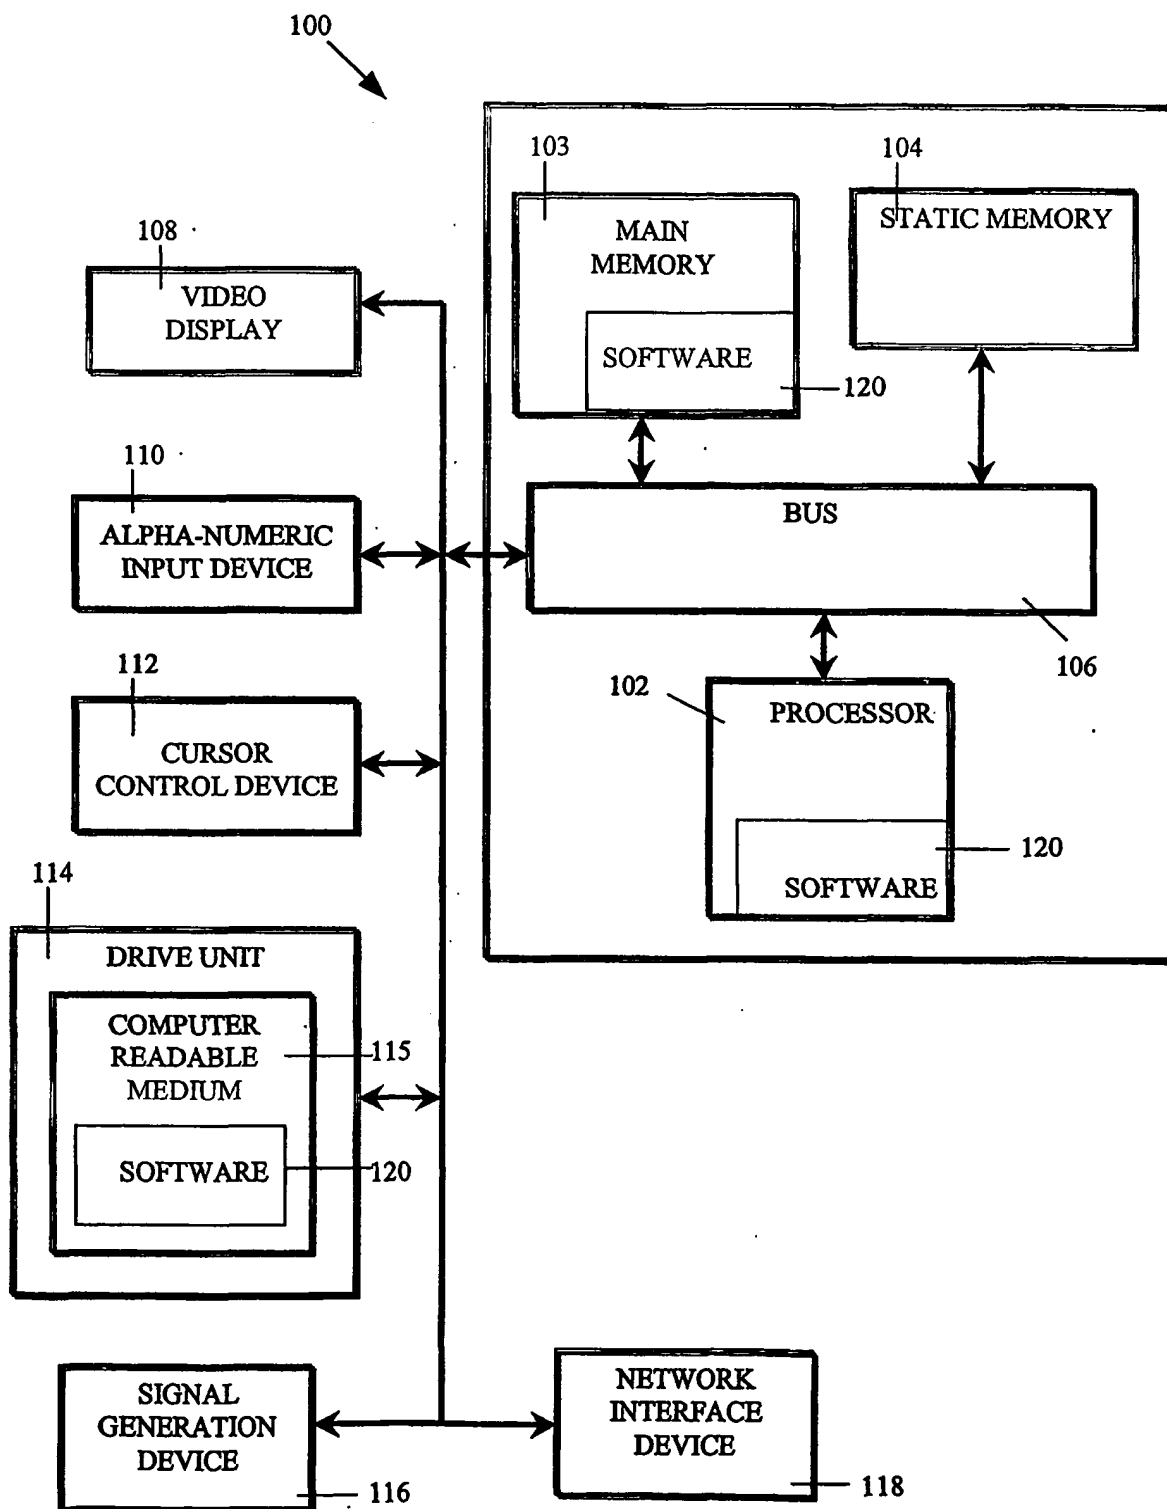 100
103
MAIN
MEMORY
SOFTWARE
120
104
STATIC MEMORY
108
VIDEO
DISPLAY
110
ALPHA-NUMERIC
INPUT DEVICE
BUS
106
112
CURSOR
CONTROL DEVICE
102
PROCESSOR
SOFTWARE
120
114
DRIVE UNIT
COMPUTER
READABLE
MEDIUM
115
SOFTWARE
120
SIGNAL
GENERATION
DEVICE
116
NETWORK
INTERFACE
DEVICE
118